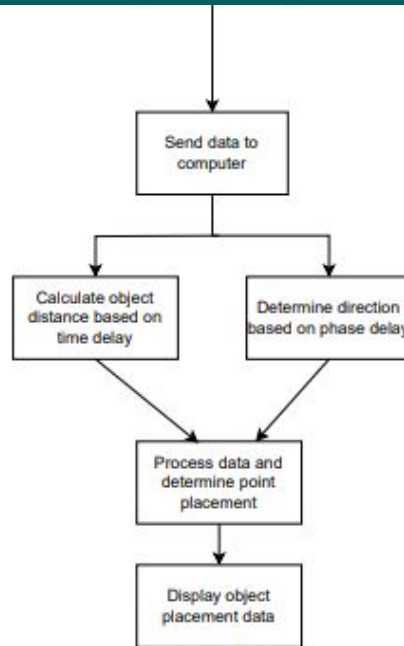 Send data to
computer
Calculate object
distance based on
time delay
Determine direction
based on phase delay
Process data and
determine point
placement
Display object
placement data